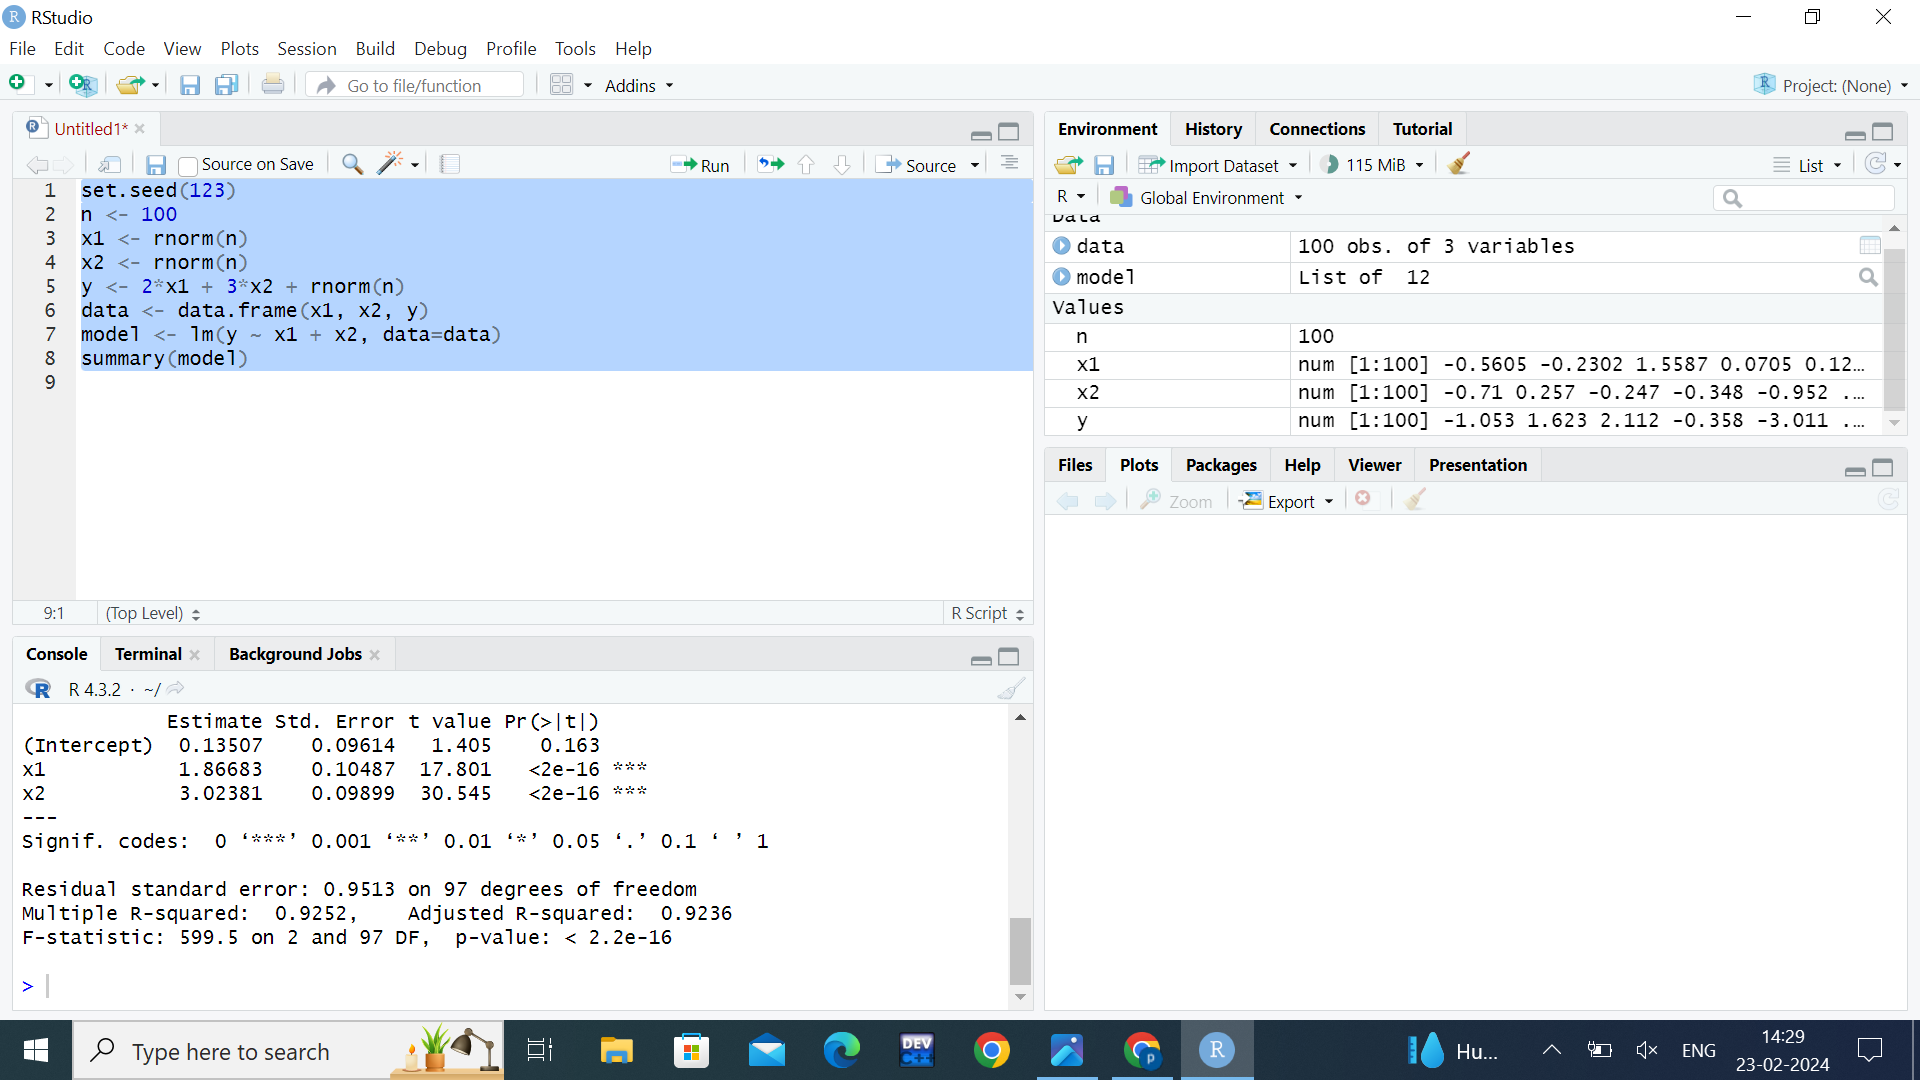 RStudio
File Edit Code View Plots Session Build Debug Profile Tools Help
Go to file/function Addins Project: (None)
Untitled1*
Source on Save Run Source
1 set.seed(123)
2 n <- 100
3 x1 <- rnorm(n)
4 x2 <- rnorm(n)
5 y <- 2*x1 + 3*x2 + rnorm(n)
6 data <- data.frame(x1, x2, y)
7 model <- lm(y ~ x1 + x2, data=data)
8 summary(model)
9
9:1 (Top Level) R Script
Console Terminal Background Jobs
R 4.3.2 · ~/
Estimate Std. Error t value Pr(>|t|)
(Intercept) 0.13507 0.09614 1.405 0.163
x1 1.86683 0.10487 17.801 <2e-16 ***
x2 3.02381 0.09899 30.545 <2e-16 ***
---
Signif. codes: 0 ‘***’ 0.001 ‘**’ 0.01 ‘*’ 0.05 ‘.’ 0.1 ‘ ’ 1
Residual standard error: 0.9513 on 97 degrees of freedom
Multiple R-squared: 0.9252, Adjusted R-squared: 0.9236
F-statistic: 599.5 on 2 and 97 DF, p-value: < 2.2e-16
>
Environment History Connections Tutorial
Import Dataset 115 MiB List
R Global Environment
Data
data 100 obs. of 3 variables
model List of 12
Values
n 100
x1 num [1:100] -0.5605 -0.2302 1.5587 0.0705 0.12…
x2 num [1:100] -0.71 0.257 -0.247 -0.348 -0.952 .…
y num [1:100] -1.053 1.623 2.112 -0.358 -3.011 .…
Files Plots Packages Help Viewer Presentation
Zoom Export
Type here to search DEV C++ P R Hu... ENG 14:29
23-02-2024